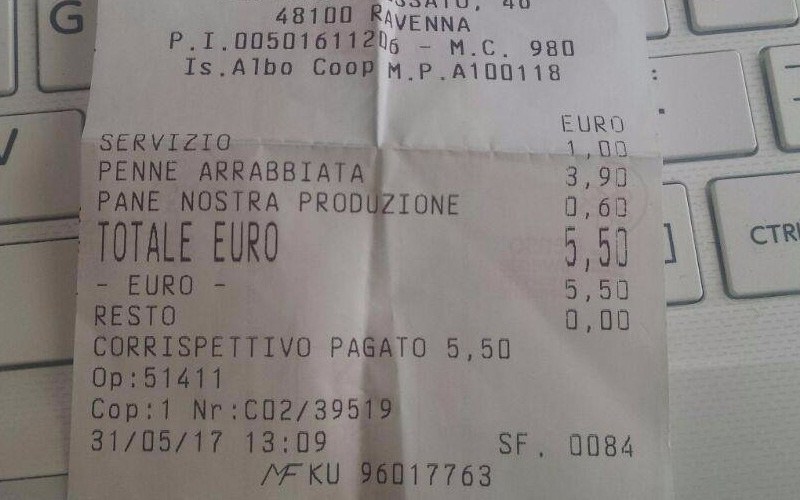 48100 RAVENNA
P.I.00501611206 - M.C. 980
Is.Albo Coop M.P.A100118
EURO
SERVIZIO 1,00
PENNE ARRABBIATA 3,90
PANE NOSTRA PRODUZIONE 0,60
TOTALE EURO 5,50
- EURO - 5,50
RESTO 0,00
CORRISPETTIVO PAGATO 5,50
Op:51411
Cop:1 Nr:C02/39519
31/05/17 13:09 SF. 0084
MF KU 96017763
G
V
CTRL